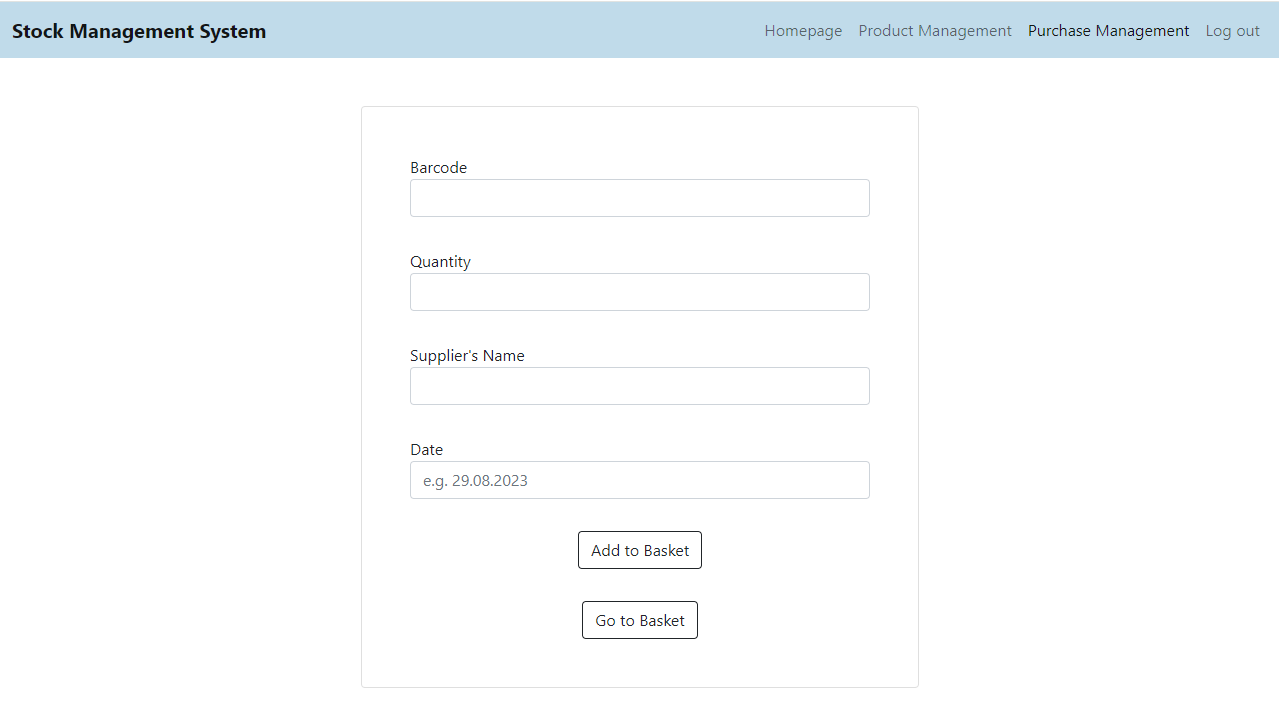 Stock Management System Homepage Product Management Purchase Management Log out
Barcode
Quantity
Supplier's Name
Date
e.g. 29.08.2023
Add to Basket
Go to Basket